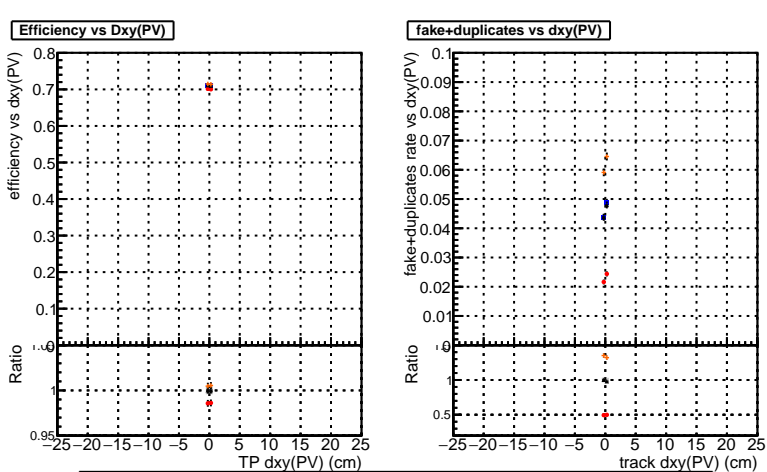 Efficiency vs Dxy(PV)
efficiency vs dxy(PV)
0.8
0.7
0.6
0.5
0.4
0.3
0.2
0.1
0
Ratio
1
0.95
−25 −20 −15 −10 −5 0 5 10 15 20 25
TP dxy(PV) (cm)
fake+duplicates vs dxy(PV)
fake+duplicates rate vs dxy(PV)
0.1
0.09
0.08
0.07
0.06
0.05
0.04
0.03
0.02
0.01
0
Ratio
1
0.5
−25 −20 −15 −10 −5 0 5 10 15 20 25
track dxy(PV) (cm)